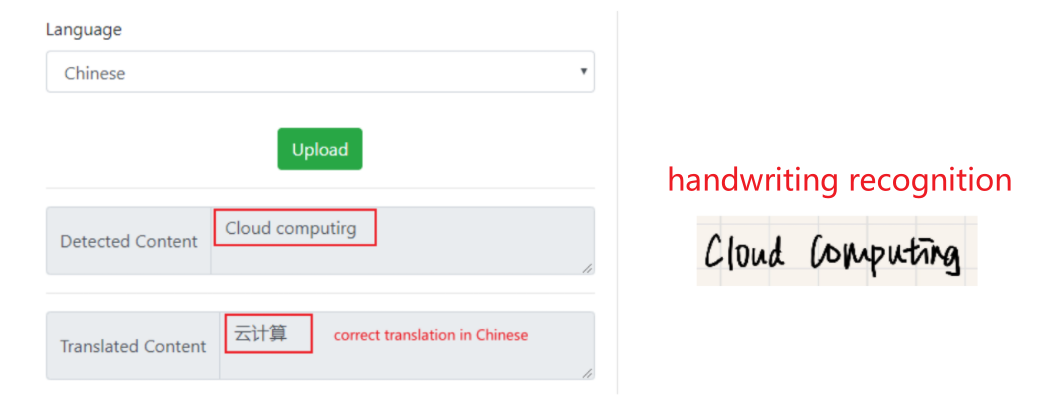 Language
Chinese
Upload
Detected Content
Cloud computirg
Translated Content
云计算
correct translation in Chinese
handwriting recognition
Cloud Computing